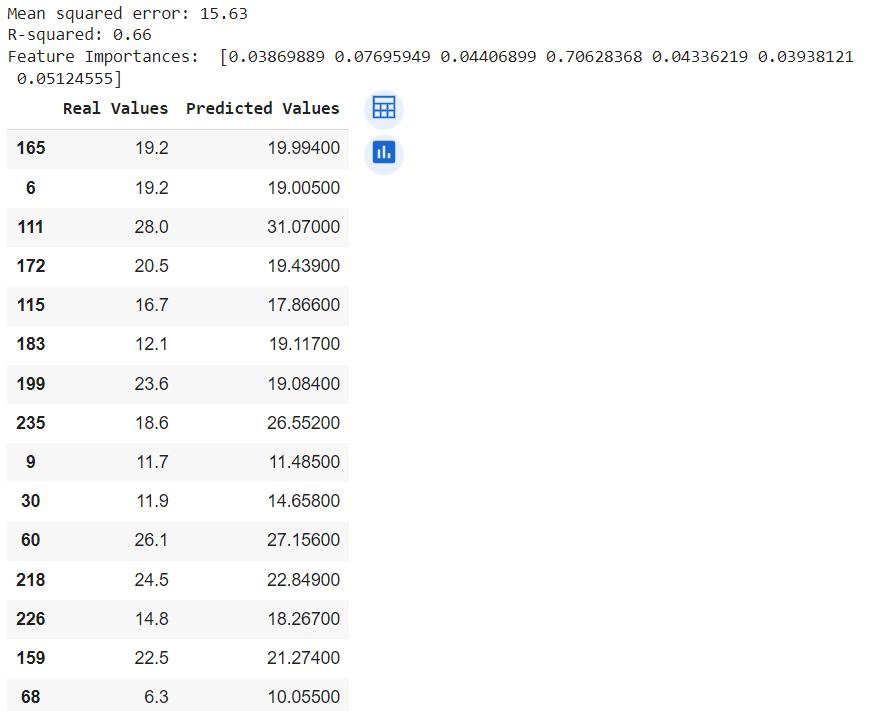 Mean squared error: 15.63
R-squared: 0.66
Feature Importances:  [0.03869889 0.07695949 0.04406899 0.70628368 0.04336219 0.03938121
 0.05124555]
Real Values Predicted Values
165 19.2 19.99400
6 19.2 19.00500
111 28.0 31.07000
172 20.5 19.43900
115 16.7 17.86600
183 12.1 19.11700
199 23.6 19.08400
235 18.6 26.55200
9 11.7 11.48500
30 11.9 14.65800
60 26.1 27.15600
218 24.5 22.84900
226 14.8 18.26700
159 22.5 21.27400
68 6.3 10.05500